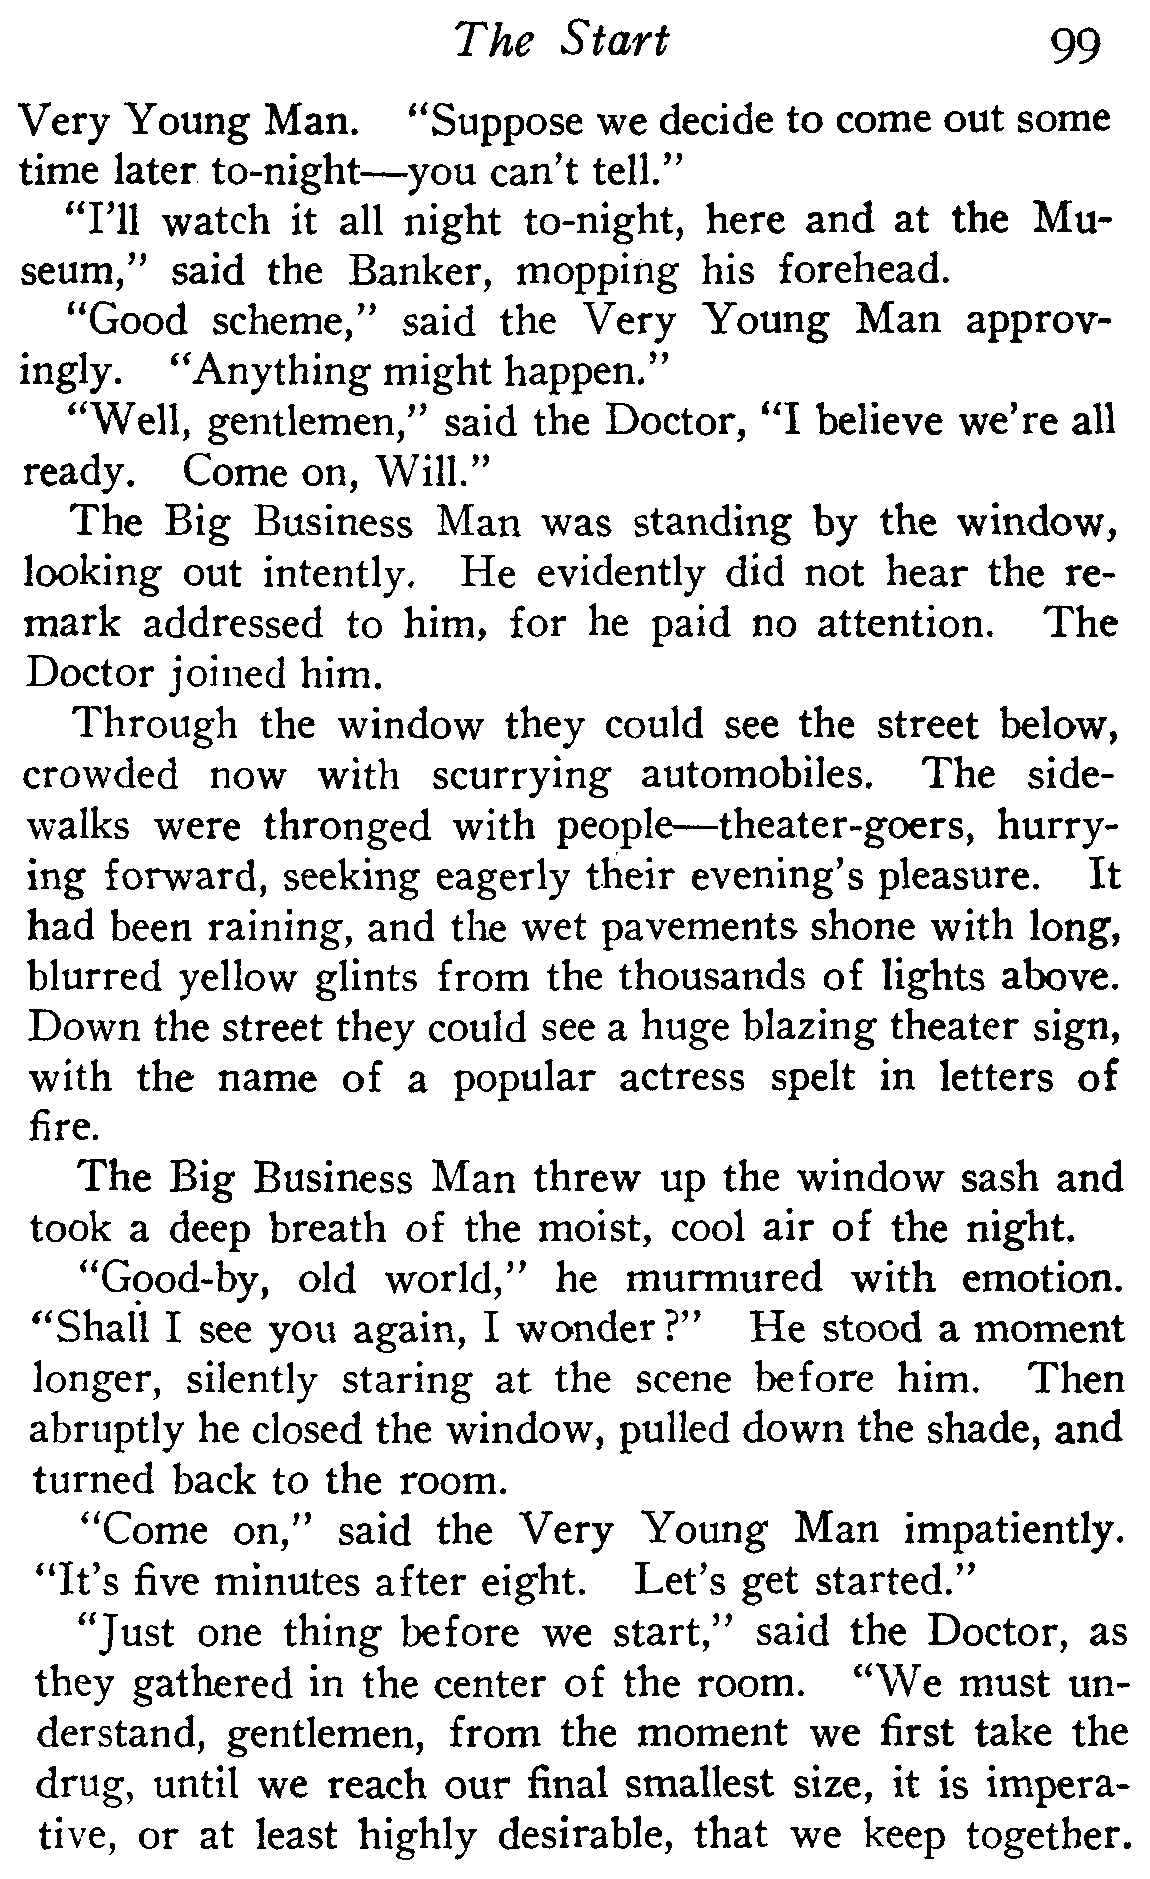 The Start 99
Very Young Man. "Suppose we decide to come out some
time later to-night—you can't tell."
"I'll watch it all night to-night, here and at the Mu-
seum," said the Banker, mopping his forehead.
"Good scheme," said the Very Young Man approv-
ingly. "Anything might happen."
"Well, gentlemen," said the Doctor, "I believe we're all
ready. Come on, Will."
The Big Business Man was standing by the window,
looking out intently. He evidently did not hear the re-
mark addressed to him, for he paid no attention. The
Doctor joined him.
Through the window they could see the street below,
crowded now with scurrying automobiles. The side-
walks were thronged with people—theater-goers, hurry-
ing forward, seeking eagerly their evening's pleasure. It
had been raining, and the wet pavements shone with long,
blurred yellow glints from the thousands of lights above.
Down the street they could see a huge blazing theater sign,
with the name of a popular actress spelt in letters of
fire.
The Big Business Man threw up the window sash and
took a deep breath of the moist, cool air of the night.
"Good-by, old world," he murmured with emotion.
"Shall I see you again, I wonder?" He stood a moment
longer, silently staring at the scene before him. Then
abruptly he closed the window, pulled down the shade, and
turned back to the room.
"Come on," said the Very Young Man impatiently.
"It's five minutes after eight. Let's get started."
"Just one thing before we start," said the Doctor, as
they gathered in the center of the room. "We must un-
derstand, gentlemen, from the moment we first take the
drug, until we reach our final smallest size, it is impera-
tive, or at least highly desirable, that we keep together.